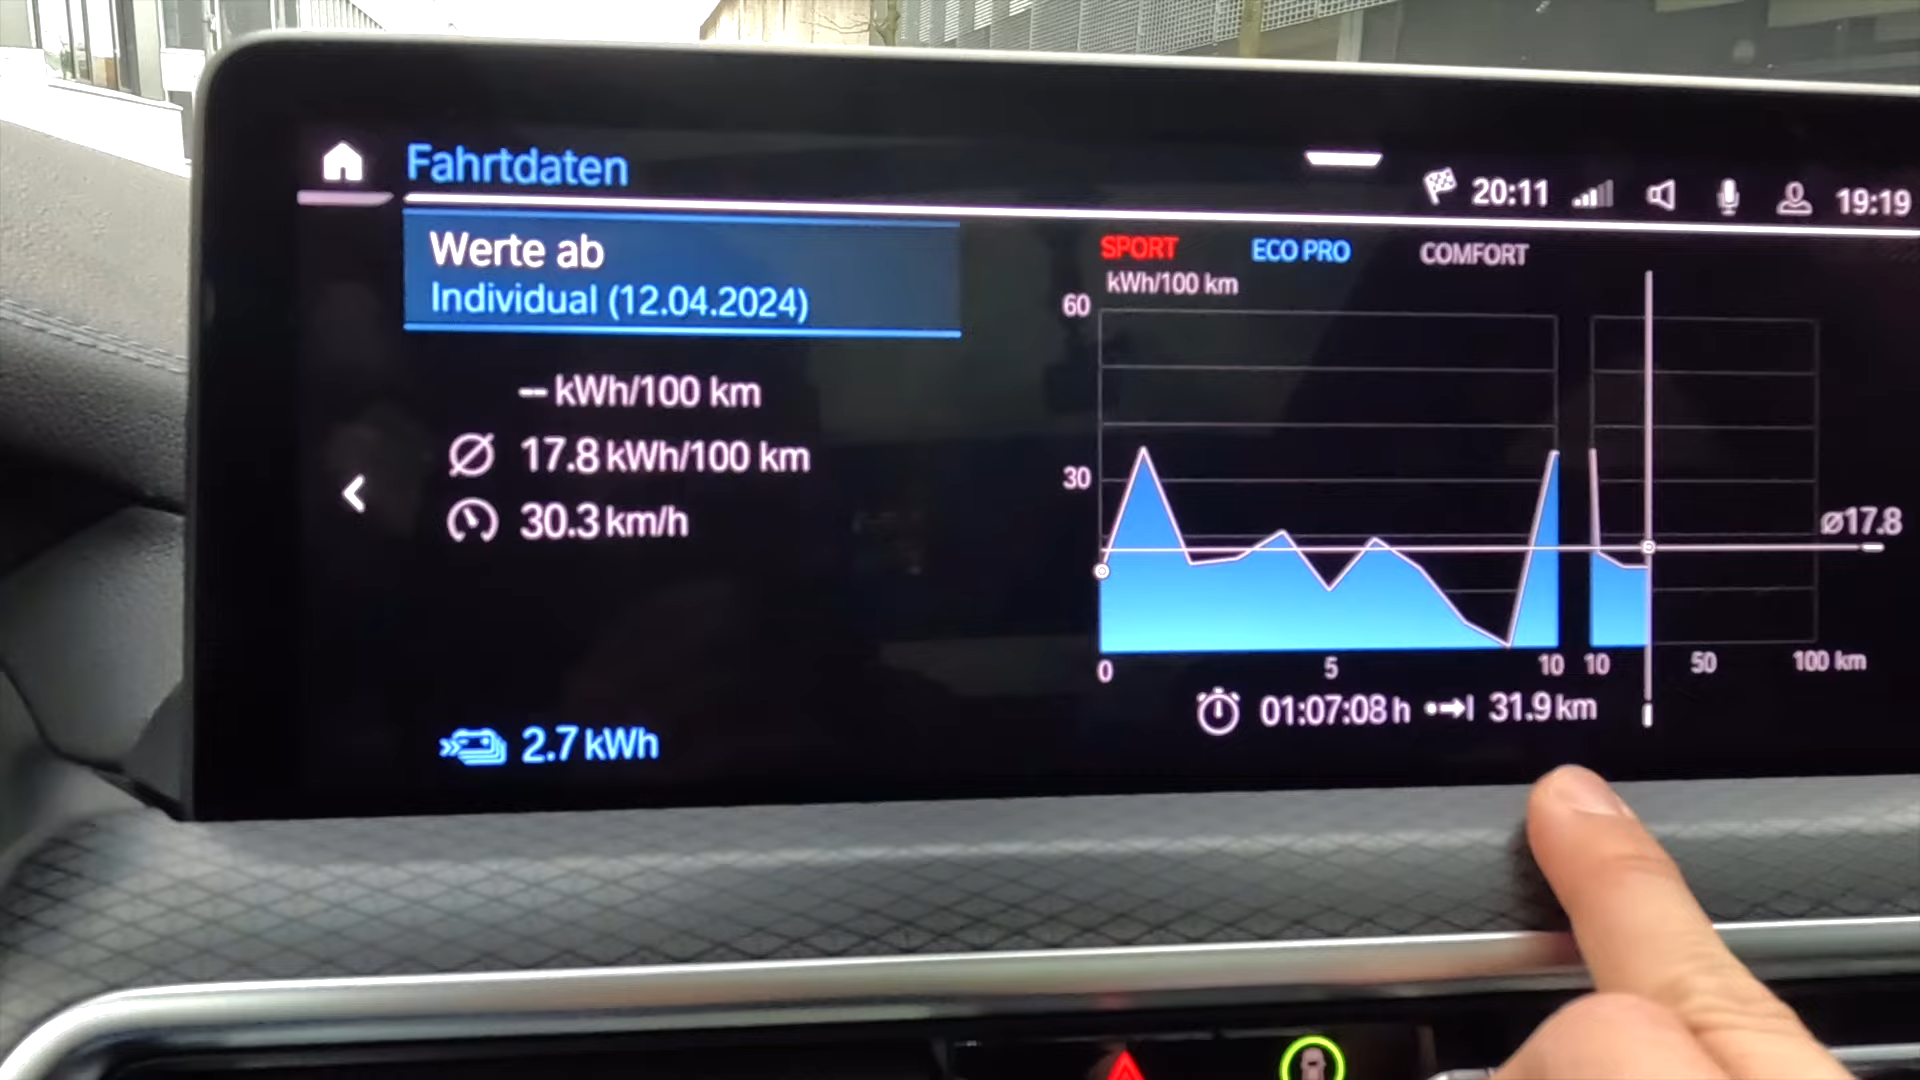 Fahrtdaten
20:11
19:19
Werte ab
Individual (12.04.2024)
-- kWh/100 km
Ø 17.8 kWh/100 km
30.3 km/h
2.7 kWh
SPORT
ECO PRO
COMFORT
kWh/100 km
60
30
Ø17.8
0
5
10
10
50
100 km
01:07:08 h
31.9 km